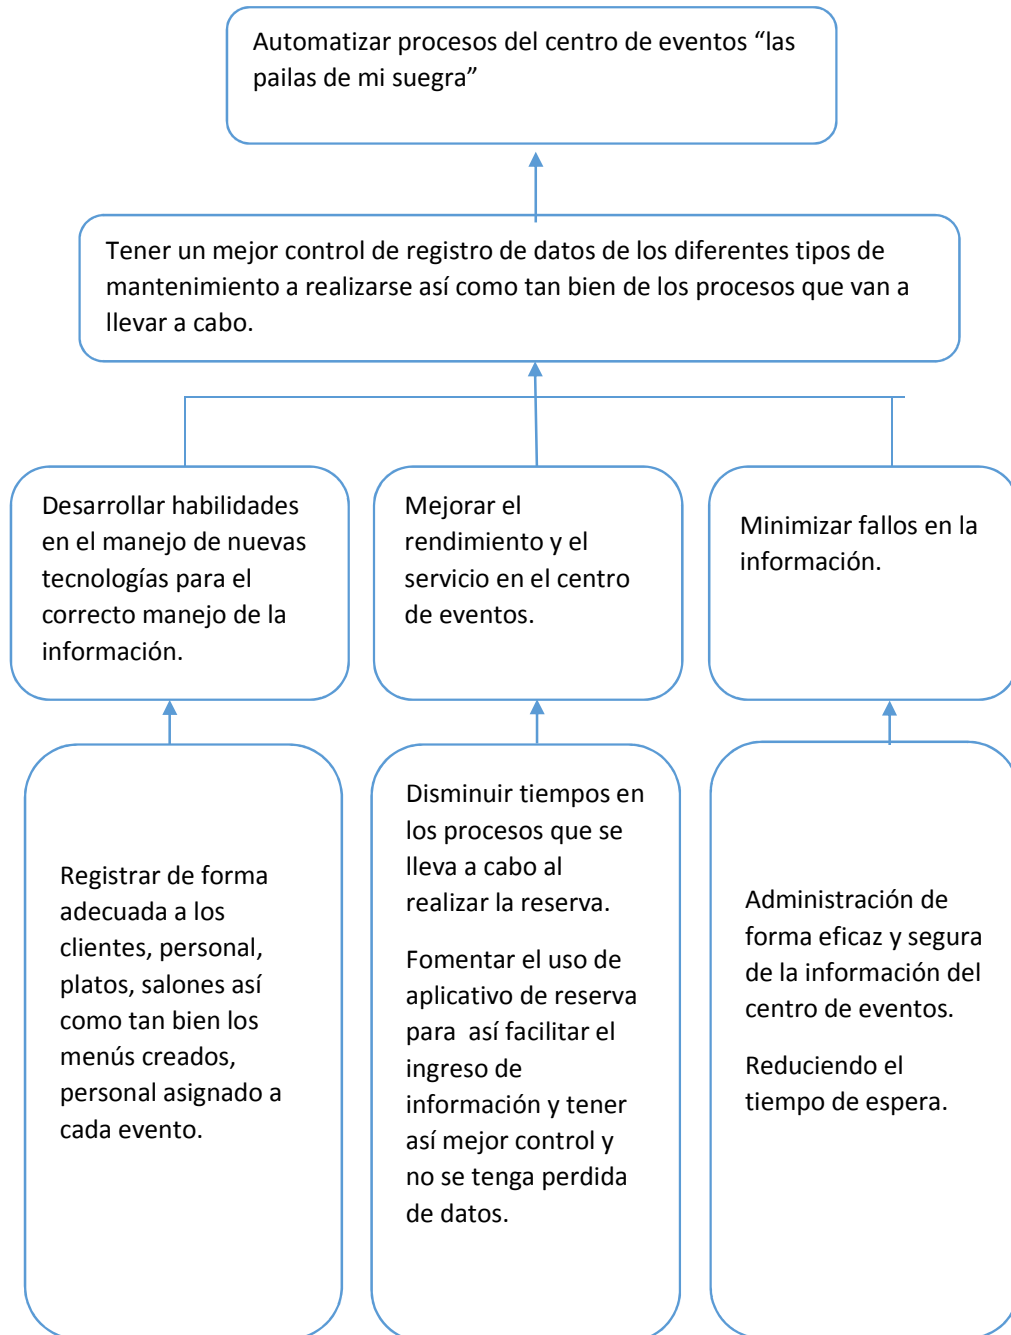 Automatizar procesos del centro de eventos “las
pailas de mi suegra”
Tener un mejor control de registro de datos de los diferentes tipos de
mantenimiento a realizarse así como tan bien de los procesos que van a
llevar a cabo.
Desarrollar habilidades
en el manejo de nuevas
tecnologías para el
correcto manejo de la
información.
Mejorar el
rendimiento y el
servicio en el centro
de eventos.
Minimizar fallos en la
información.
Registrar de forma
adecuada a los
clientes, personal,
platos, salones así
como tan bien los
menús creados,
personal asignado a
cada evento.
Disminuir tiempos en
los procesos que se
lleva a cabo al
realizar la reserva.
Fomentar el uso de
aplicativo de reserva
para  así facilitar el
ingreso de
información y tener
así mejor control y
no se tenga perdida
de datos.
Administración de
forma eficaz y segura
de la información del
centro de eventos.
Reduciendo el
tiempo de espera.